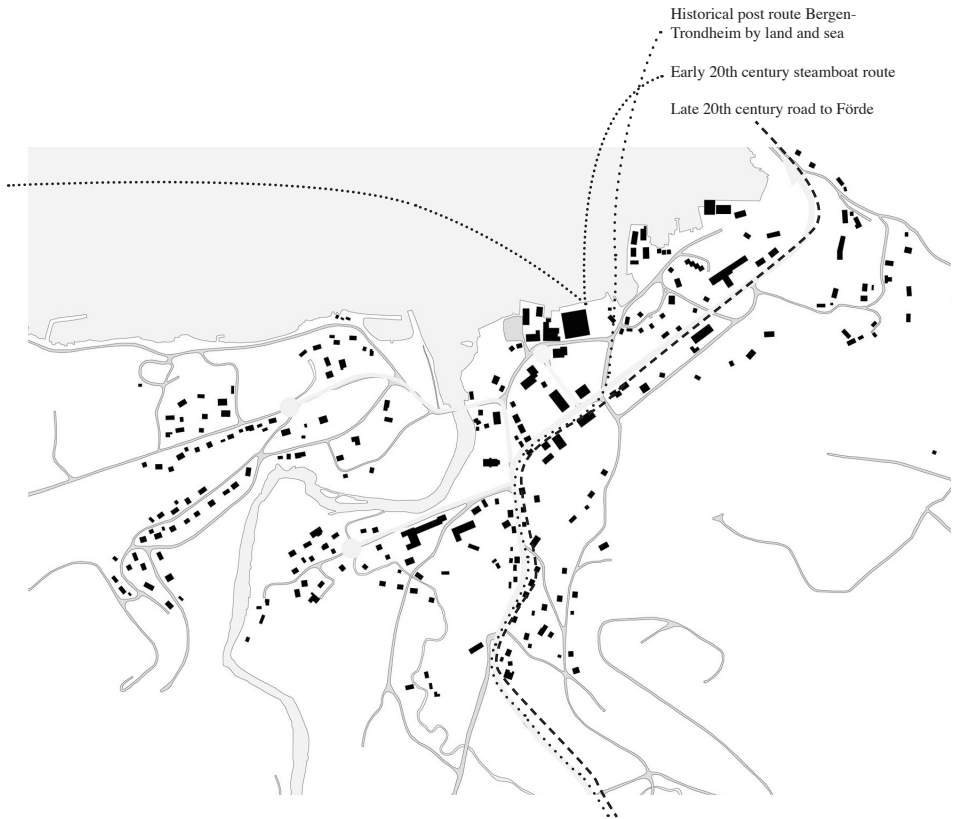 Historical post route Bergen-
Trondheim by land and sea
Early 20th century steamboat route
Late 20th century road to Förde